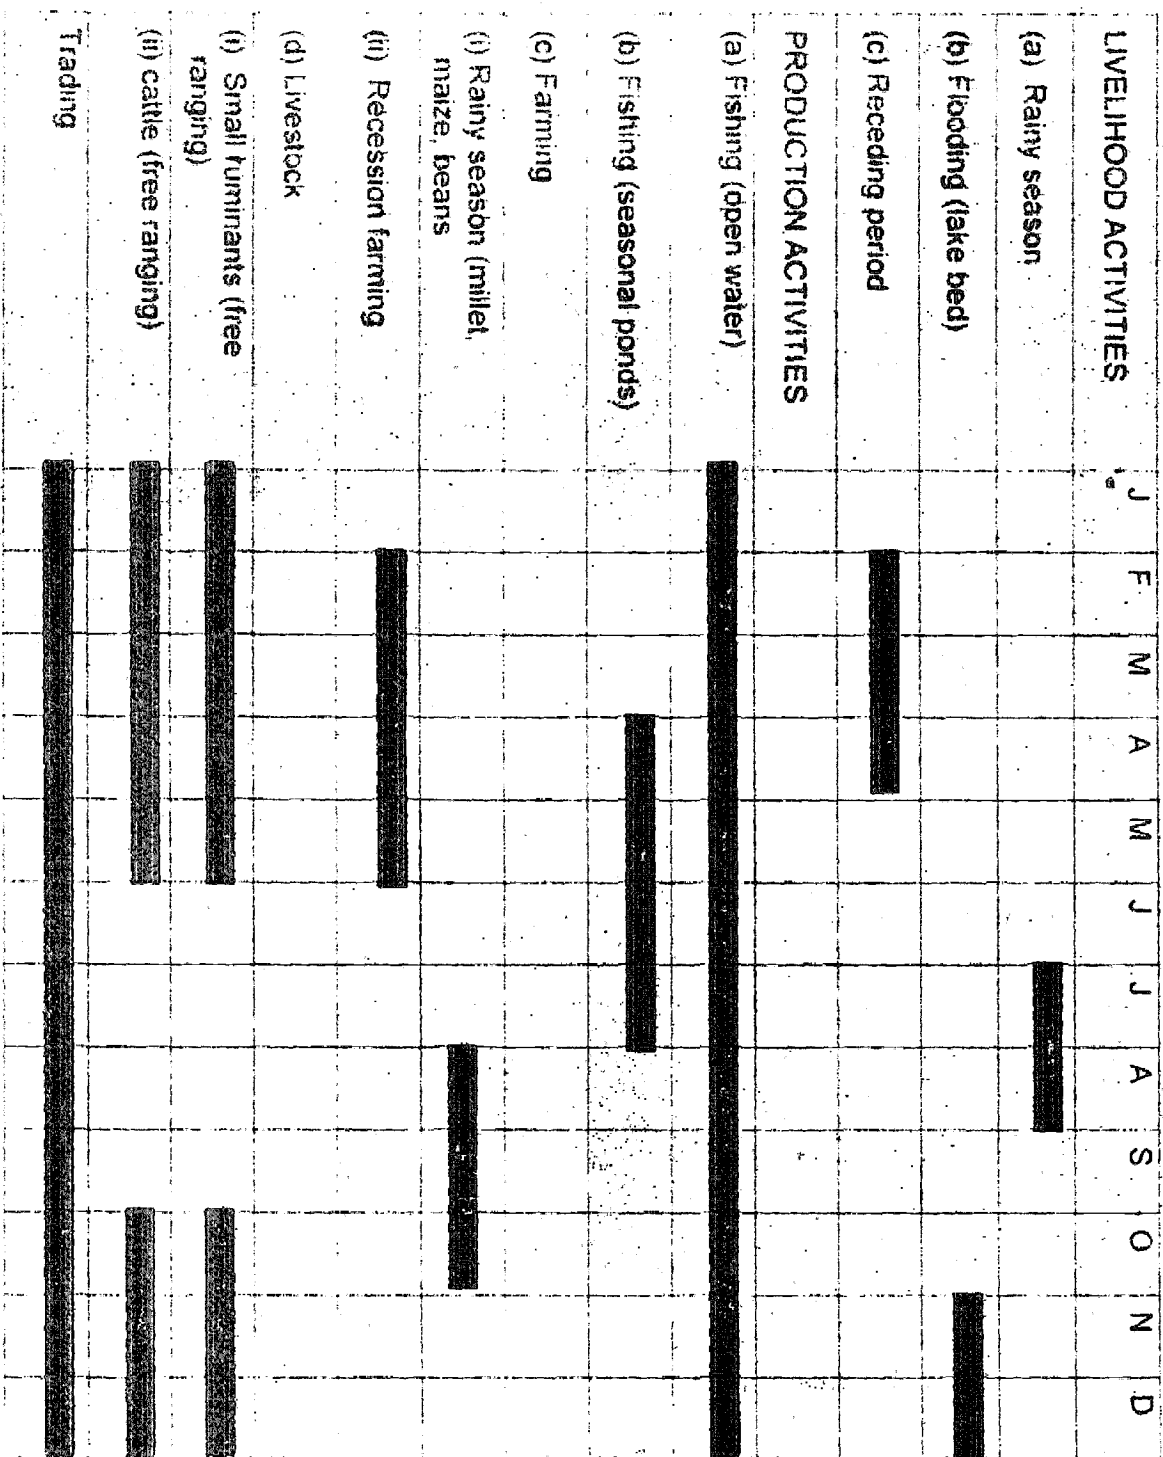 LIVELIHOOD ACTIVITIES J F M A M J J A S O N D
(a) Rainy season
(b) Flooding (lake bed)
(c) Receding period
PRODUCTION ACTIVITIES
(a) Fishing (open water)
(b) Fishing (seasonal ponds)
(c) Farming
(i) Rainy season (millet,
maize, beans
(ii) Recession farming
(d) Livestock
(i) Small ruminants (free
ranging)
(ii) cattle (free ranging)
Trading